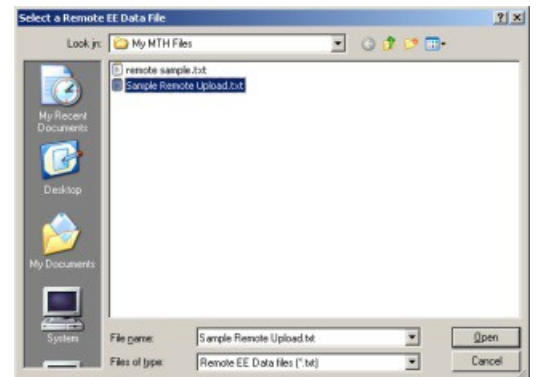 Select a Remote EE Data File
Look in: My MTH Files
remote sample.txt
Sample Remote Upload.txt
My Recent
Documents
Desktop
My Documents
System
File name: Sample Remote Upload.txt Open
Files of type: Remote EE Data files (*.txt) Cancel